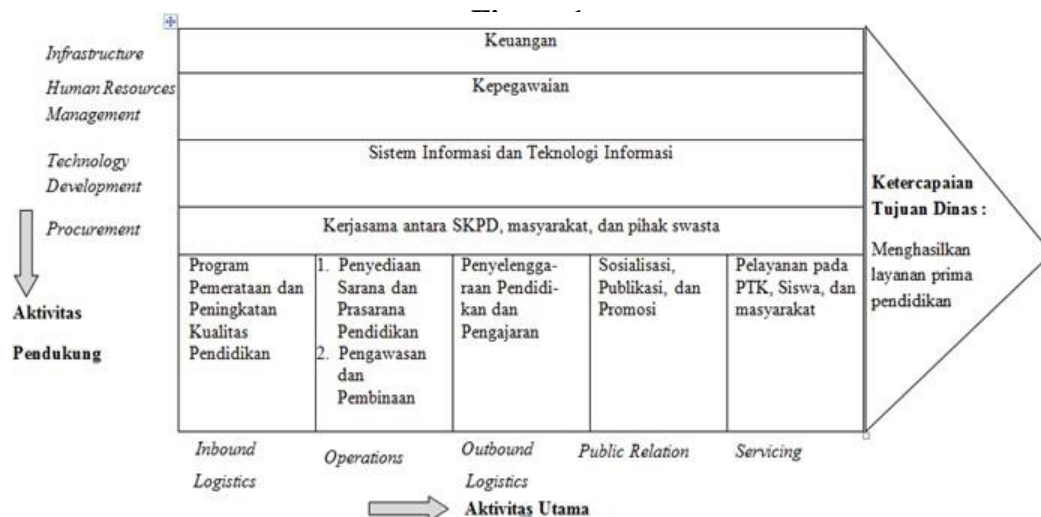 Infrastructure
Keuangan
Human Resources
Management
Kepegawaian
Technology
Development
Sistem Informasi dan Teknologi Informasi
Procurement
Kerjasama antara SKPD, masyarakat, dan pihak swasta
Aktivitas
Pendukung
Program
Pemerataan dan
Peningkatan
Kualitas
Pendidikan
1. Penyediaan
Sarana dan
Prasarana
Pendidikan
2. Pengawasan
dan
Pembinaan
Penyelengga-
raan Pendidi-
kan dan
Pengajaran
Sosialisasi,
Publikasi, dan
Promosi
Pelayanan pada
PTK, Siswa, dan
masyarakat
Ketercapaian
Tujuan Dinas :
Menghasilkan
layanan prima
pendidikan
Inbound
Logistics
Operations
Outbound
Logistics
Public Relation
Servicing
Aktivitas Utama